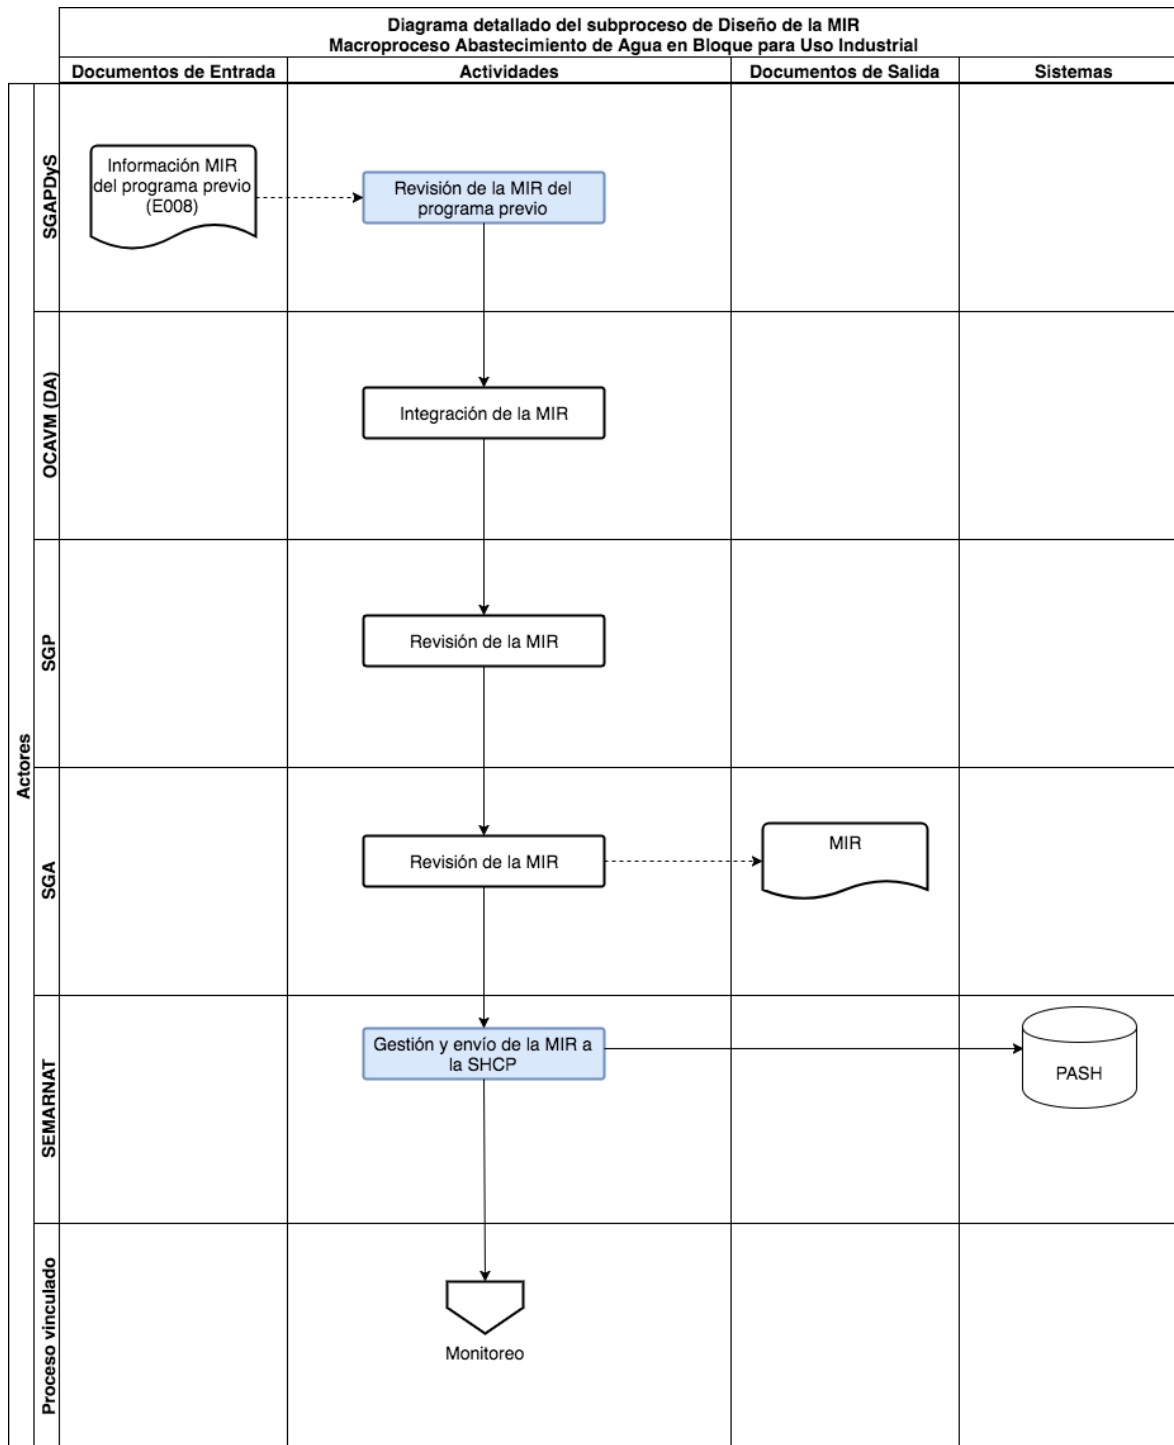 Diagrama detallado del subproceso de Diseño de la MIR
Macroproceso Abastecimiento de Agua en Bloque para Uso Industrial
Documentos de Entrada
Actividades
Documentos de Salida
Sistemas
Actores
SGAPDyS
Información MIR
del programa previo
(E008)
Revisión de la MIR del
programa previo
OCAVM (DA)
Integración de la MIR
SGP
Revisión de la MIR
SGA
Revisión de la MIR
MIR
SEMARNAT
Gestión y envío de la MIR a
la SHCP
PASH
Proceso vinculado
Monitoreo